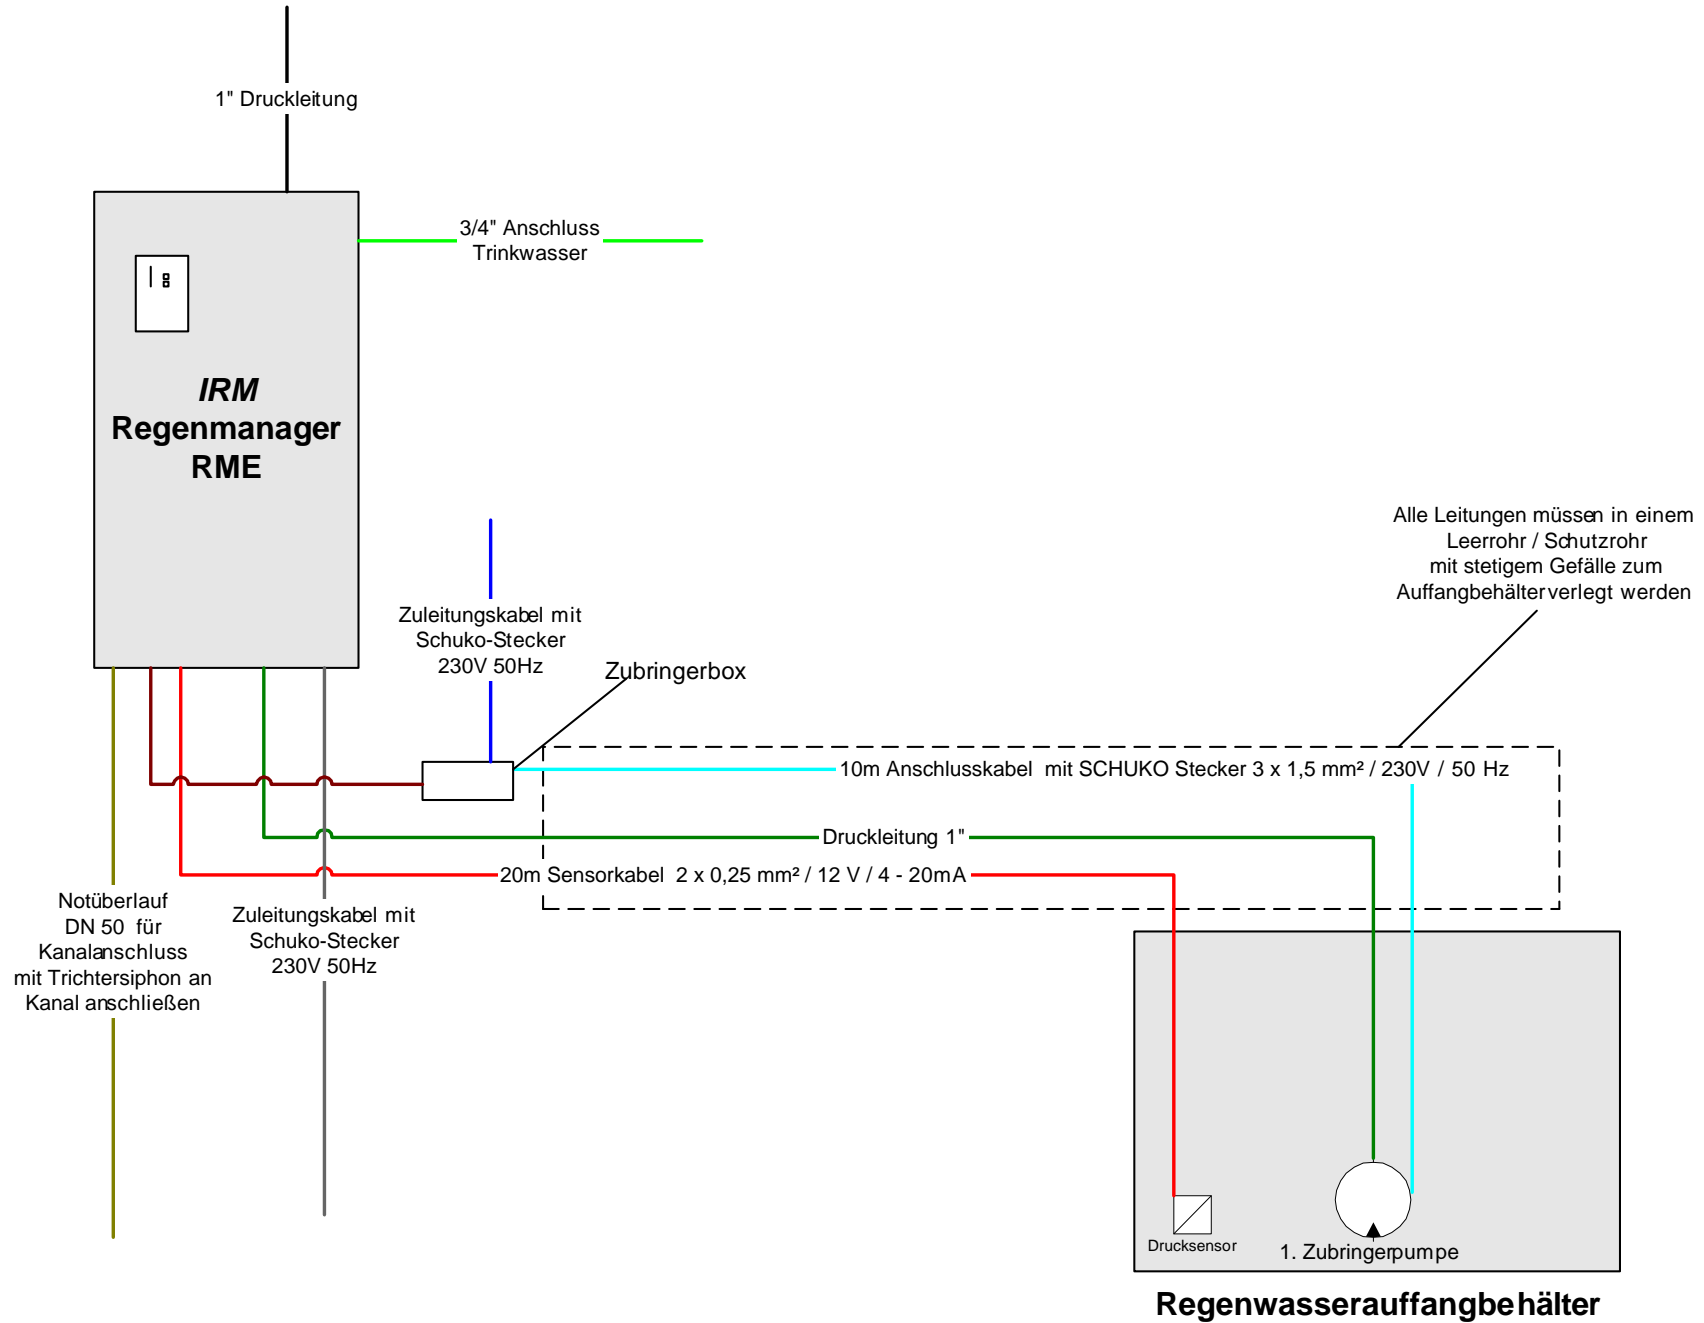 1" Druckleitung
3/4" Anschluss
Trinkwasser
IRM
Regenmanager
RME
Alle Leitungen müssen in einem
Leerrohr / Schutzrohr
mit stetigem Gefälle zum
Auffangbehälter verlegt werden
Zuleitungskabel mit
Schuko-Stecker
230V 50Hz
Zubringerbox
10m Anschlusskabel mit SCHUKO Stecker 3 x 1,5 mm² / 230V / 50 Hz
Druckleitung 1"
20m Sensorkabel 2 x 0,25 mm² / 12 V / 4 - 20mA
Notüberlauf
DN 50 für
Kanalanschluss
mit Trichtersiphon an
Kanal anschließen
Zuleitungskabel mit
Schuko-Stecker
230V 50Hz
Drucksensor
1. Zubringerpumpe
Regenwasserauffangbehälter